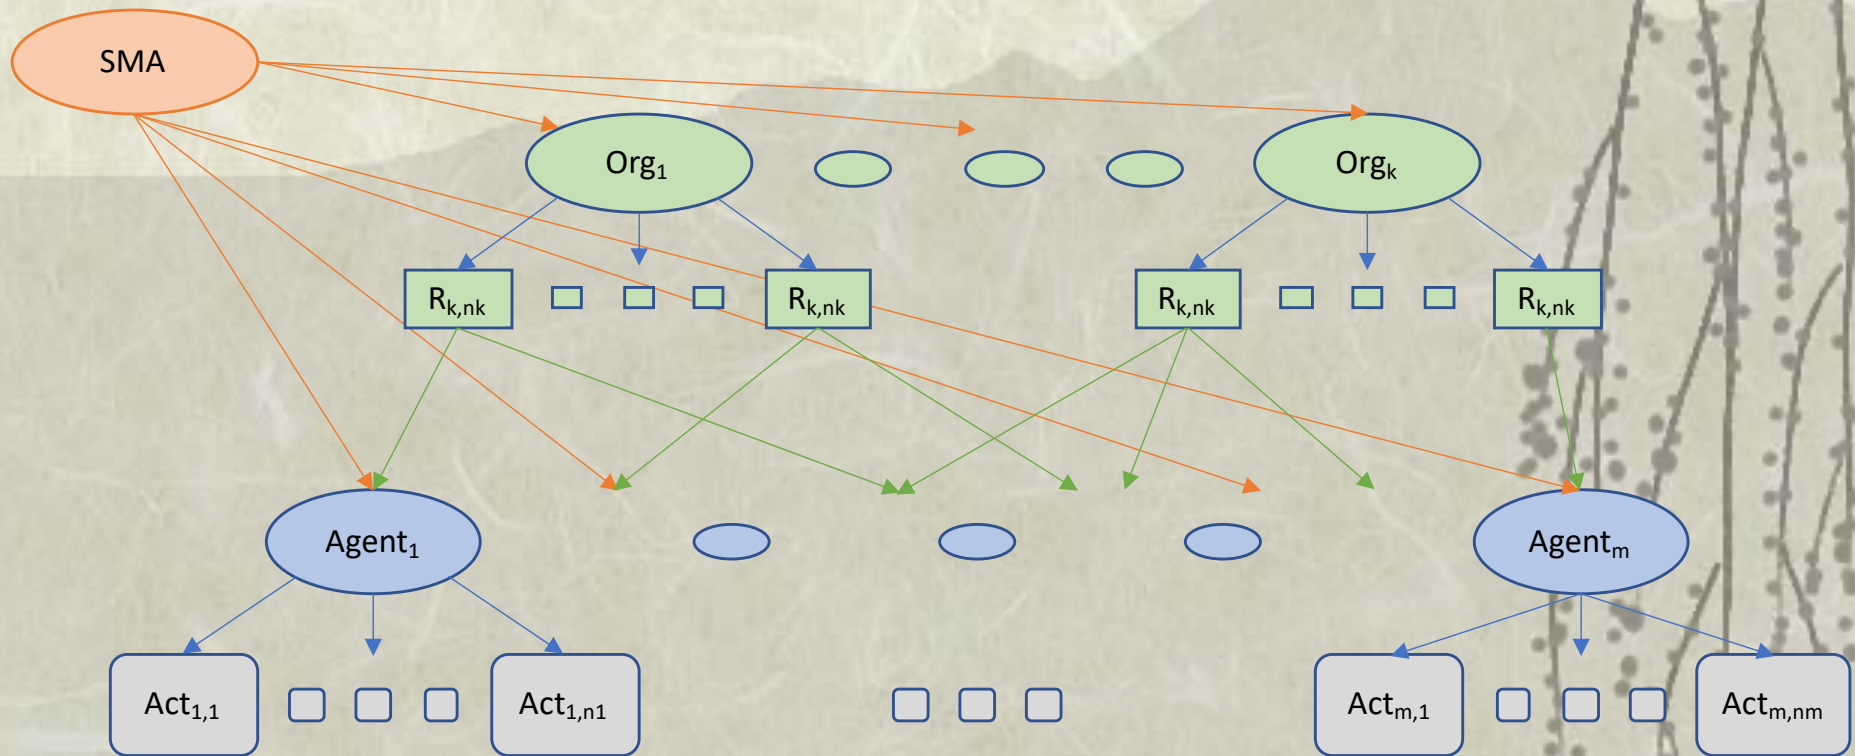 SMA
Org1
Orgk
Rk,nk
Rk,nk
Rk,nk
Rk,nk
Agent1
Agentm
Act1,1
Act1,n1
Actm,1
Actm,nm